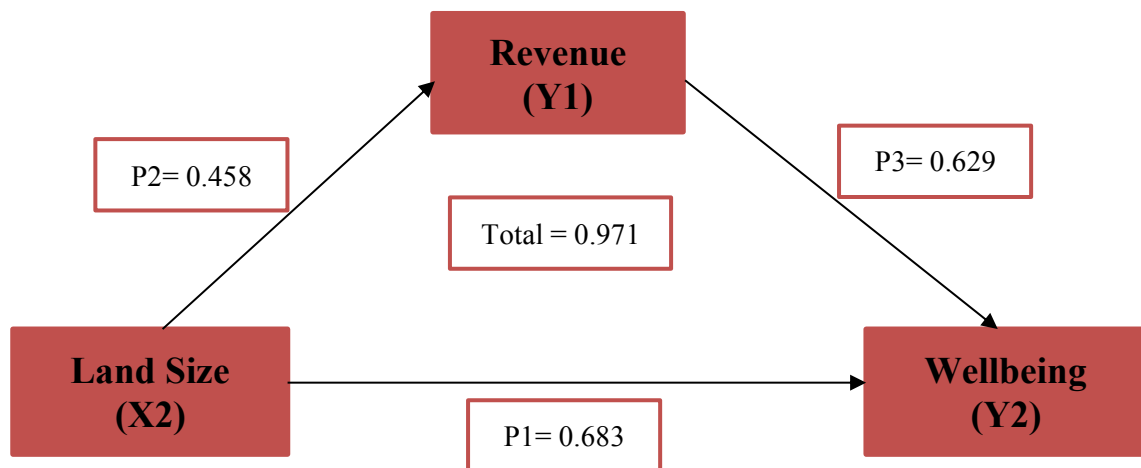 Revenue
(Y1)
P2= 0.458
P3= 0.629
Total = 0.971
Land Size
(X2)
Wellbeing
(Y2)
P1= 0.683